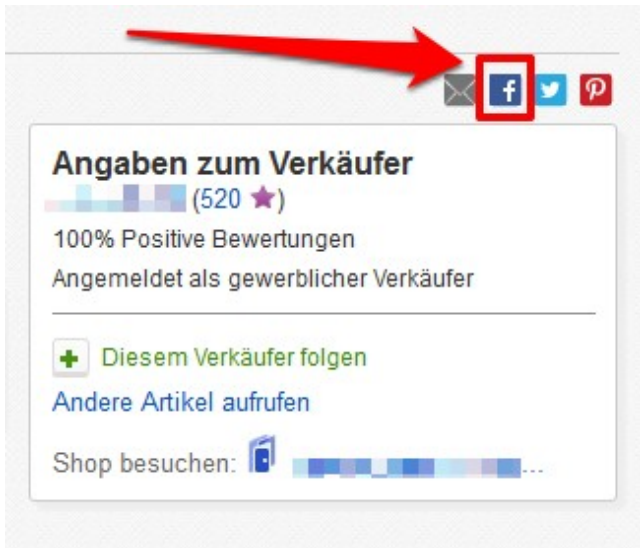 Angaben zum Verkäufer
(520 ★)
100% Positive Bewertungen
Angemeldet als gewerblicher Verkäufer
Diesem Verkäufer folgen
Andere Artikel aufrufen
Shop besuchen: ...